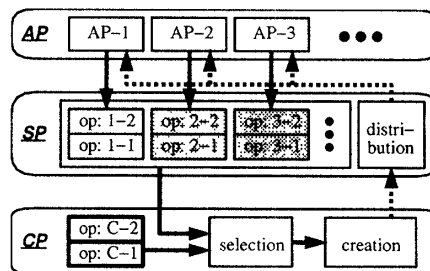 AP AP-1 AP-2 AP-3
SP op: 1-2 op: 2-2 op: 3-2 distri-
op: 1-1 op: 2-1 op: 3-1 bution
op: C-2
CP selection creation
op: C-1